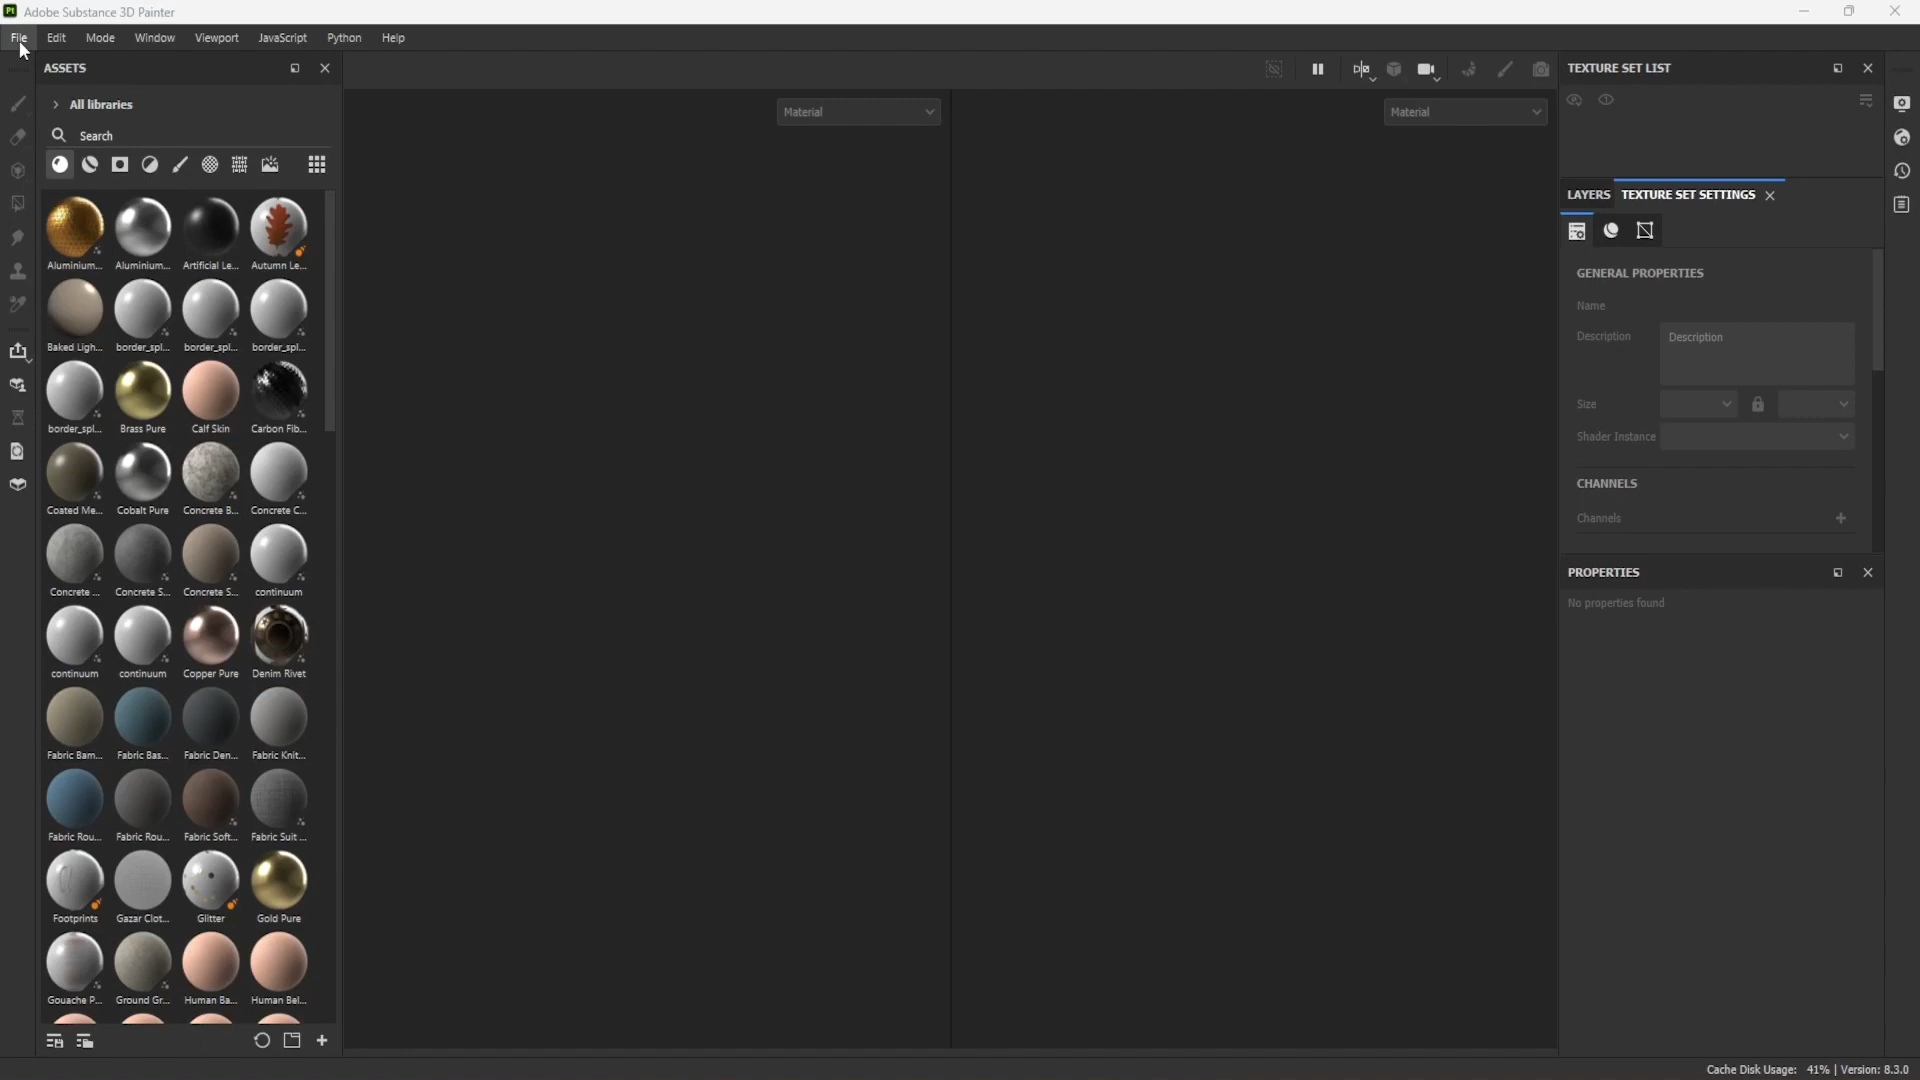 Pt Adobe Substance 3D Painter
File Edit Mode Window Viewport JavaScript Python Help
ASSETS
All libraries
Search
Aluminium... Aluminium... Artificial Le... Autumn Le...
Baked Ligh... border_spl... border_spl... border_spl...
border_spl... Brass Pure Calf Skin Carbon Fib...
Coated Me... Cobalt Pure Concrete B... Concrete C...
Concrete ... Concrete S... Concrete S... continuum
continuum continuum Copper Pure Denim Rivet
Fabric Bam... Fabric Bas... Fabric Den... Fabric Knit...
Fabric Rou... Fabric Rou... Fabric Soft... Fabric Suit ...
Footprints Gazar Clot... Glitter Gold Pure
Gouache P... Ground Gr... Human Ba... Human Bel...
Material
Material
TEXTURE SET LIST
LAYERS TEXTURE SET SETTINGS
GENERAL PROPERTIES
Name
Description Description
Size
Shader Instance
CHANNELS
Channels
PROPERTIES
No properties found
Cache Disk Usage: 41% | Version: 8.3.0